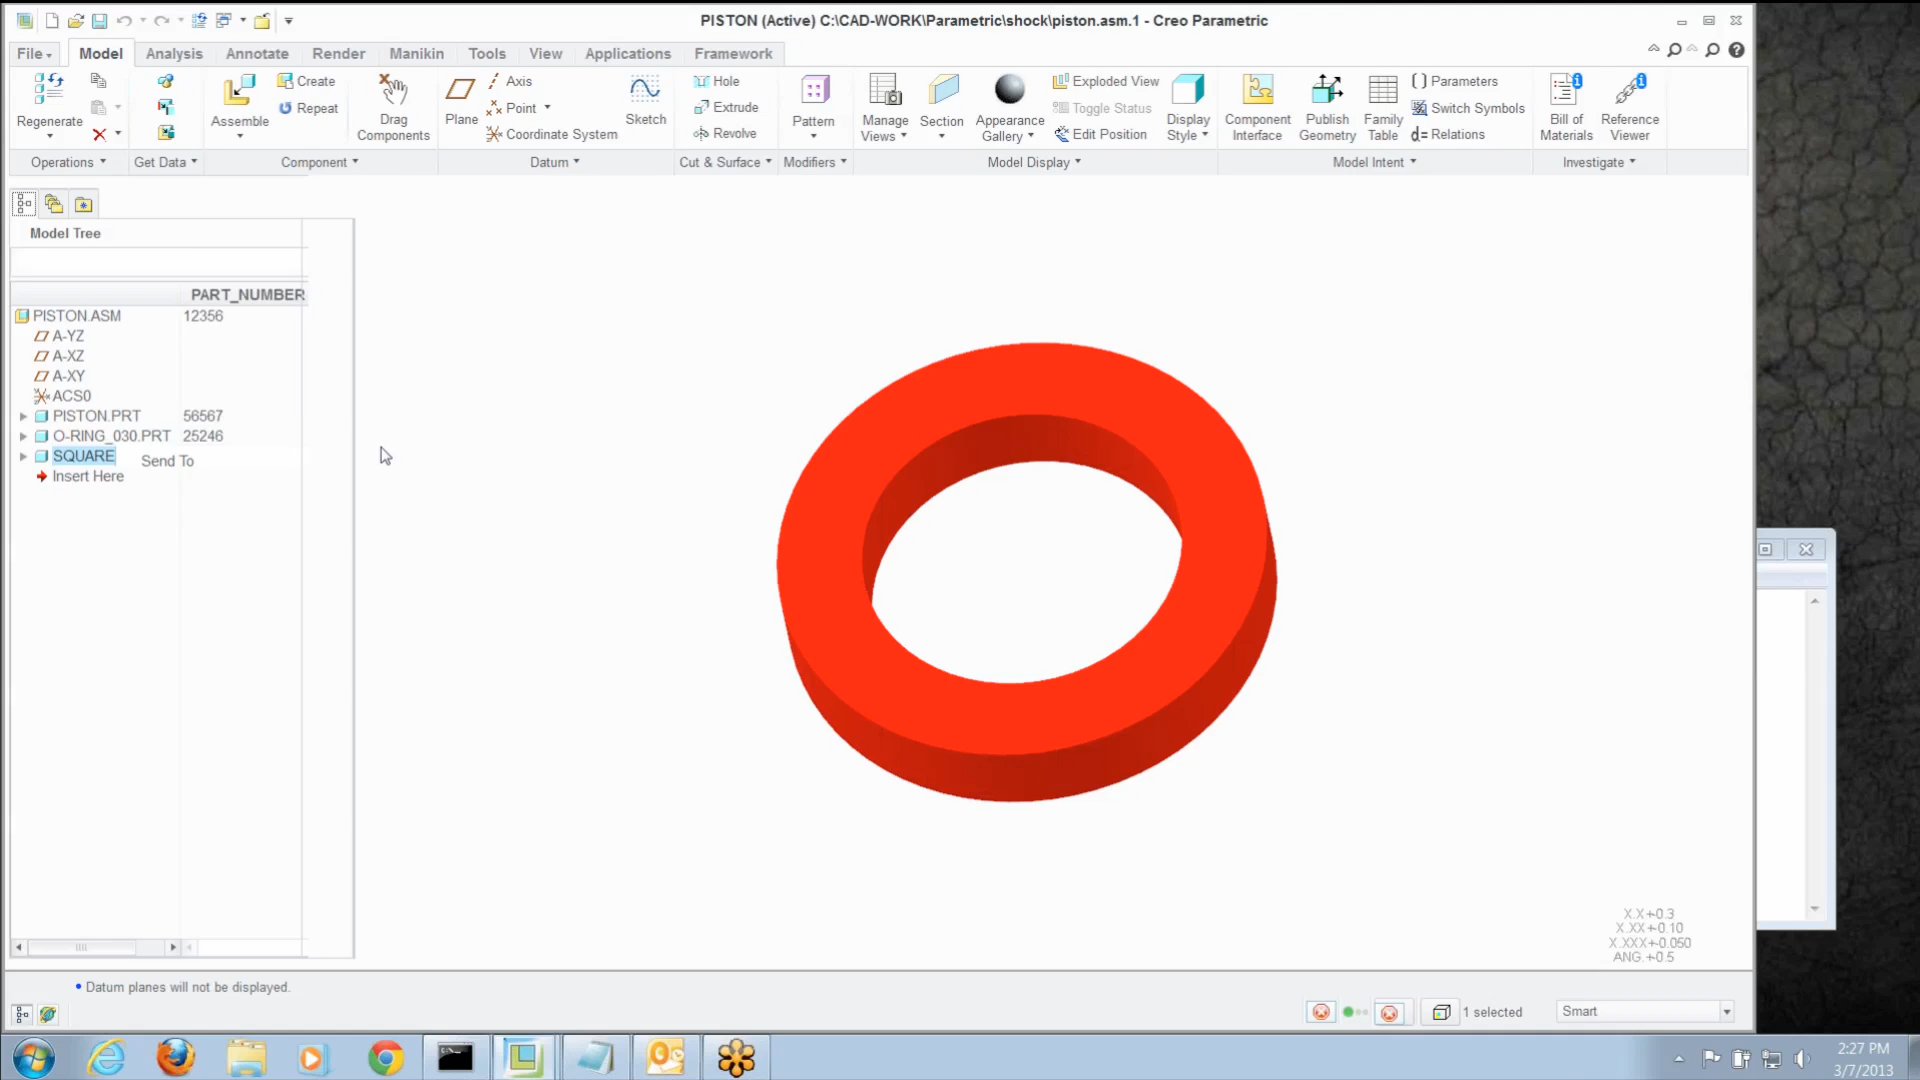 PISTON (Active) C:\CAD-WORK\Parametric\shock\piston.asm.1 - Creo Parametric
File Model Analysis Annotate Render Manikin Tools View Applications Framework
Regenerate
Operations
Get Data
Assemble
Create
Repeat
Drag Components
Component
Plane
Axis
Point
Coordinate System
Sketch
Datum
Hole
Extrude
Revolve
Cut & Surface
Pattern
Modifiers
Manage Views
Section
Appearance Gallery
Exploded View
Toggle Status
Edit Position
Display Style
Model Display
Component Interface
Publish Geometry
Family Table
[ ] Parameters
Switch Symbols
d= Relations
Model Intent
Bill of Materials
Reference Viewer
Investigate
Model Tree
PART_NUMBER
PISTON.ASM 12356
A-YZ
A-XZ
A-XY
ACS0
PISTON.PRT 56567
O-RING_030.PRT 25246
SQUARE Send To
Insert Here
X.X+-0.3
X.XX+-0.10
X.XXX+-0.050
ANG.+-0.5
Datum planes will not be displayed.
1 selected
Smart
2:27 PM
3/7/2013